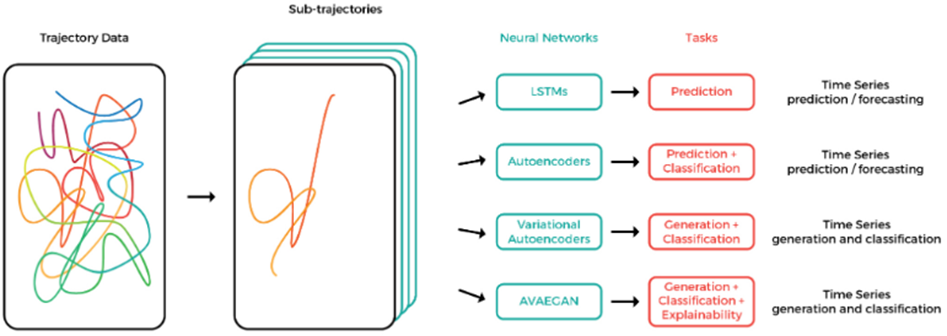 Sub-trajectories
Trajectory Data
Neural Networks
Tasks
LSTMs
Prediction
Time Series
prediction / forecasting
Autoencoders
Prediction +
Classification
Time Series
prediction / forecasting
Variational
Autoencoders
Generation +
Classification
Time Series
generation and classification
AVAEGAN
Generation +
Classification +
Explainability
Time Series
generation and classification